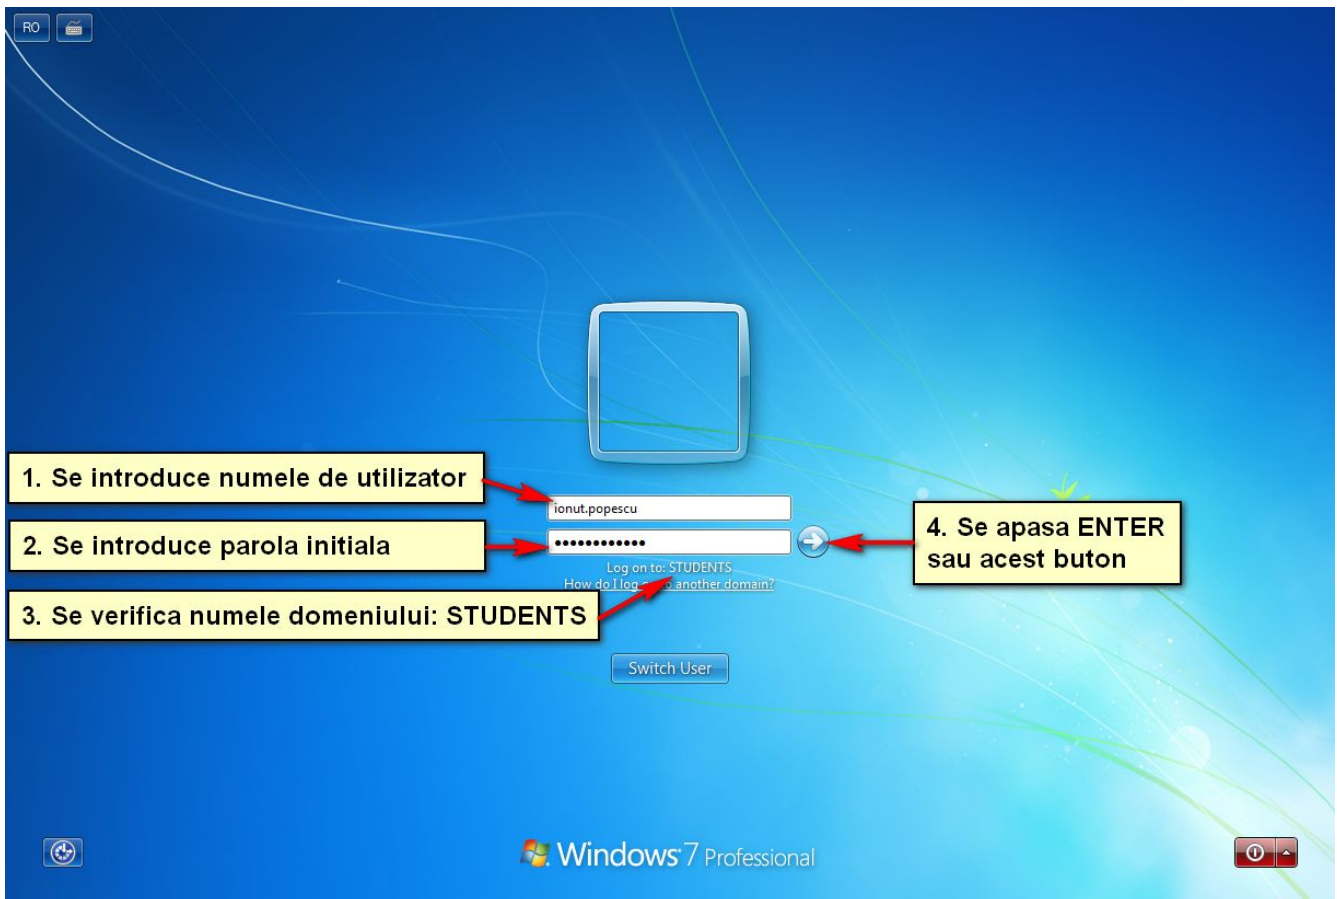 RO
1. Se introduce numele de utilizator
ionut.popescu
2. Se introduce parola initiala
4. Se apasa ENTER
sau acest buton
Log on to: STUDENTS
How do I log another domain?
3. Se verifica numele domeniului: STUDENTS
Switch User
Windows 7 Professional